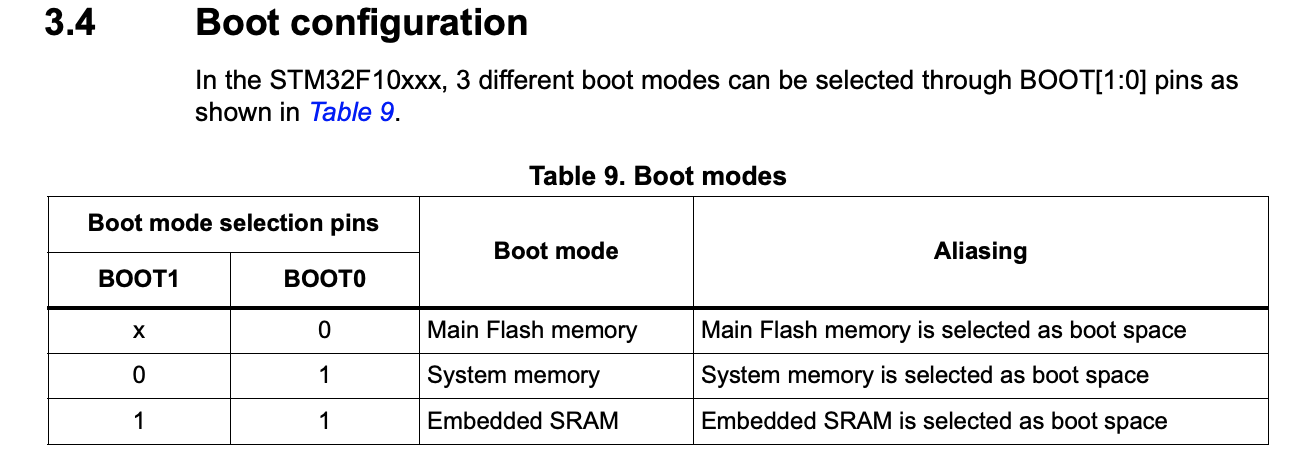 3.4 Boot configuration
In the STM32F10xxx, 3 different boot modes can be selected through BOOT[1:0] pins as
shown in Table 9.
Table 9. Boot modes
Boot mode selection pins
Boot mode
Aliasing
BOOT1
BOOT0
x 0 Main Flash memory Main Flash memory is selected as boot space
0 1 System memory System memory is selected as boot space
1 1 Embedded SRAM Embedded SRAM is selected as boot space